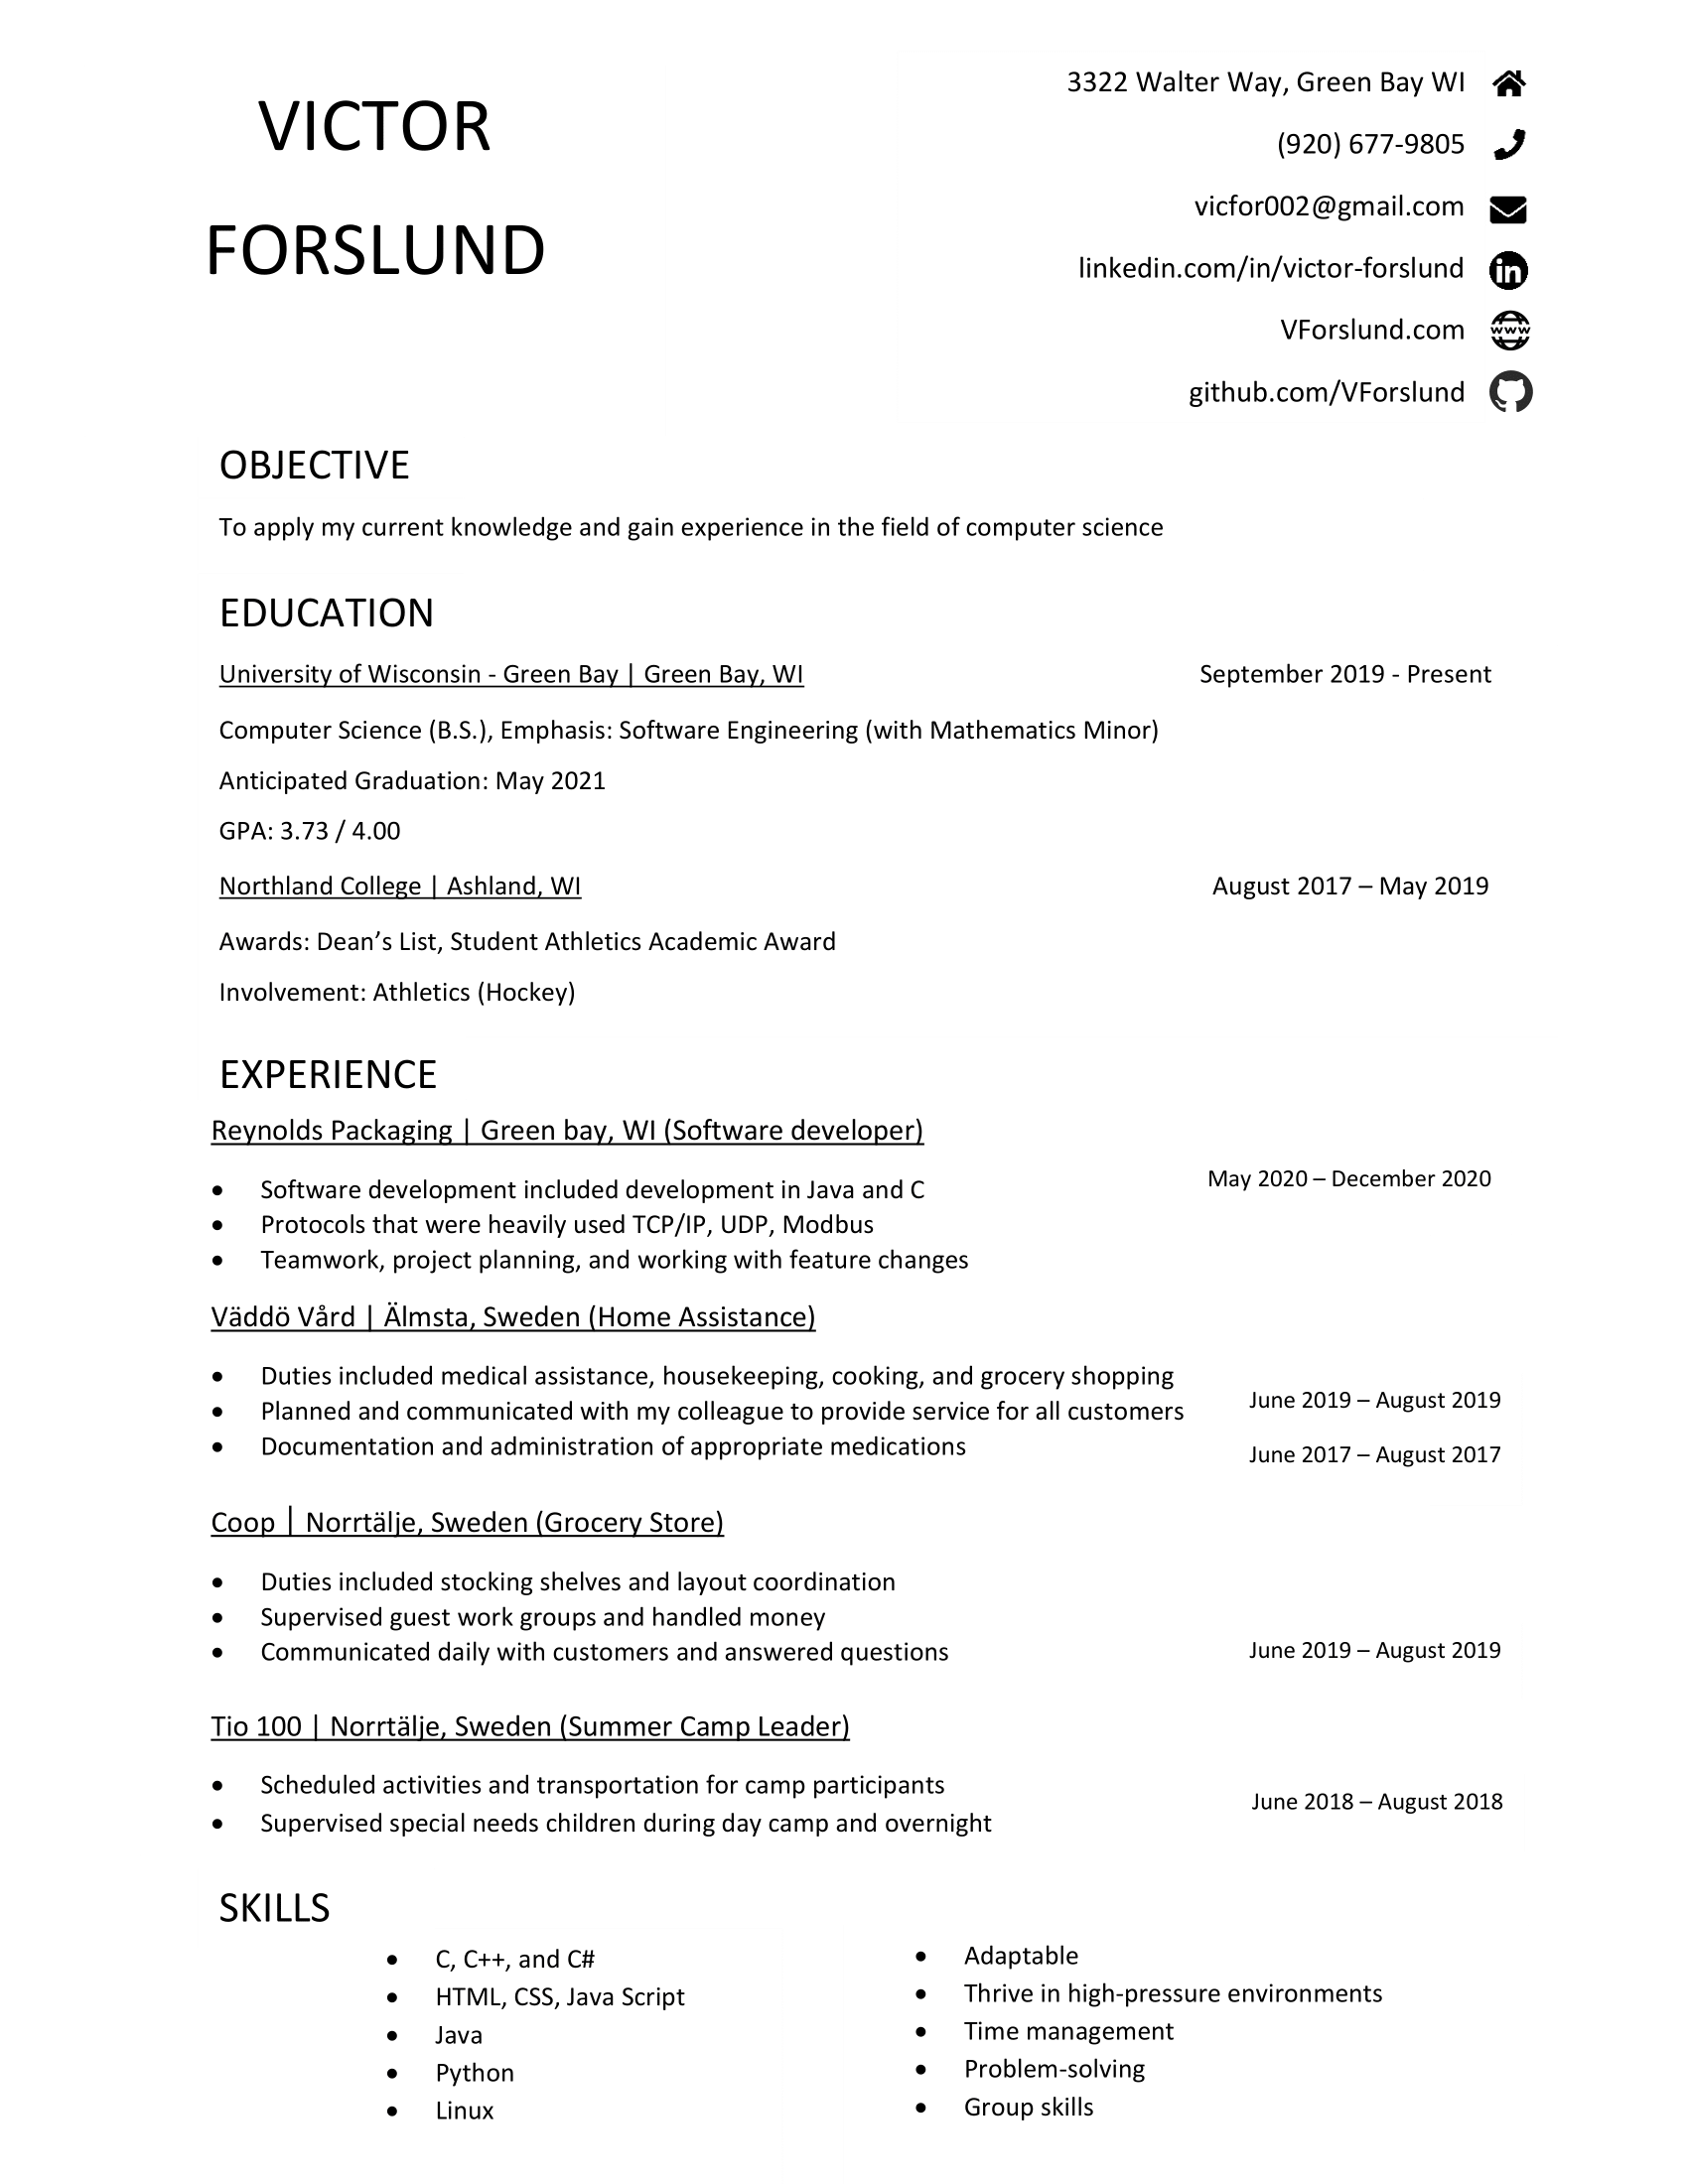 VICTOR
FORSLUND
3322 Walter Way, Green Bay WI
(920) 677-9805
vicfor002@gmail.com
linkedin.com/in/victor-forslund
in
VForslund.com
www
github.com/VForslund
OBJECTIVE
To apply my current knowledge and gain experience in the field of computer science
EDUCATION
University of Wisconsin - Green Bay | Green Bay, WI September 2019 - Present
Computer Science (B.S.), Emphasis: Software Engineering (with Mathematics Minor)
Anticipated Graduation: May 2021
GPA: 3.73 / 4.00
Northland College | Ashland, WI August 2017 – May 2019
Awards: Dean’s List, Student Athletics Academic Award
Involvement: Athletics (Hockey)
EXPERIENCE
Reynolds Packaging | Green bay, WI (Software developer)
May 2020 – December 2020
• Software development included development in Java and C
• Protocols that were heavily used TCP/IP, UDP, Modbus
• Teamwork, project planning, and working with feature changes
Väddö Vård | Älmsta, Sweden (Home Assistance)
• Duties included medical assistance, housekeeping, cooking, and grocery shopping
June 2019 – August 2019
• Planned and communicated with my colleague to provide service for all customers
• Documentation and administration of appropriate medications
June 2017 – August 2017
Coop | Norrtälje, Sweden (Grocery Store)
• Duties included stocking shelves and layout coordination
• Supervised guest work groups and handled money
• Communicated daily with customers and answered questions June 2019 – August 2019
Tio 100 | Norrtälje, Sweden (Summer Camp Leader)
• Scheduled activities and transportation for camp participants
June 2018 – August 2018
• Supervised special needs children during day camp and overnight
SKILLS
• C, C++, and C#
• HTML, CSS, Java Script
• Java
• Python
• Linux
• Adaptable
• Thrive in high-pressure environments
• Time management
• Problem-solving
• Group skills